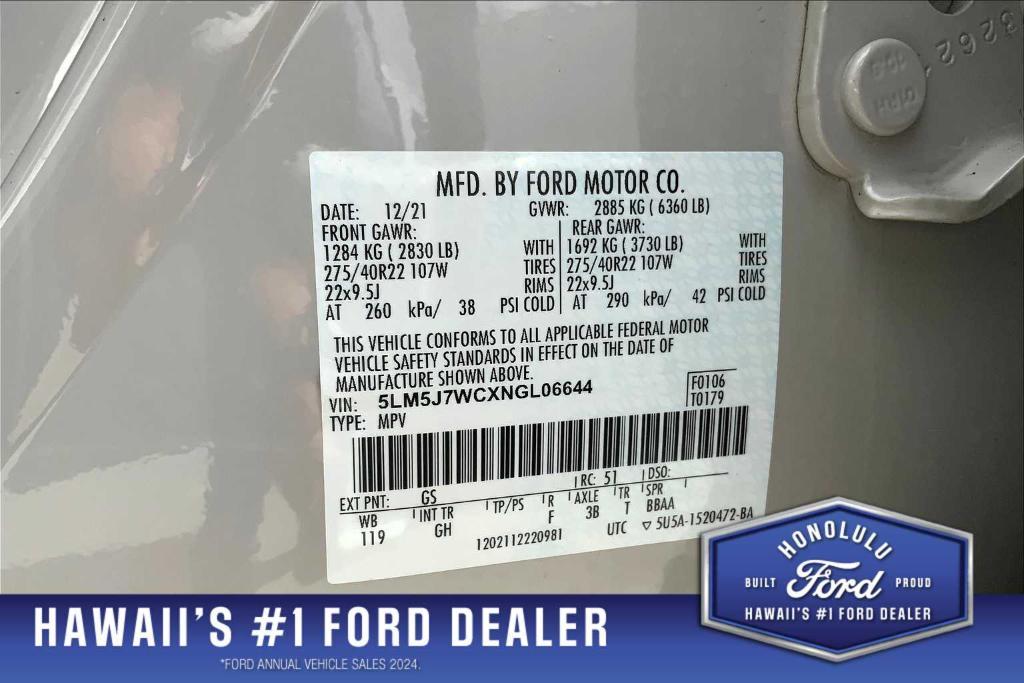 3262
MFD. BY FORD MOTOR CO.
DATE: 12/21 GVWR: 2885 KG ( 6360 LB)
FRONT GAWR: REAR GAWR:
1284 KG ( 2830 LB) WITH 1692 KG ( 3730 LB) WITH
275/40R22 107W TIRES 275/40R22 107W TIRES
22x9.5J RIMS 22x9.5J RIMS
AT 260 kPa/ 38 PSI COLD AT 290 kPa/ 42 PSI COLD
THIS VEHICLE CONFORMS TO ALL APPLICABLE FEDERAL MOTOR
VEHICLE SAFETY STANDARDS IN EFFECT ON THE DATE OF
MANUFACTURE SHOWN ABOVE.
VIN: 5LM5J7WCXNGL06644 F0106
TYPE: MPV T0179
EXT PNT: GS RC: 51 DSO:
WB INT TR TP/PS R AXLE TR SPR
119 GH F 3B T BBAA
1202112220981 UTC ▽ 5U5A-1520472-BA
HONOLULU
BUILT Ford PROUD
HAWAII'S #1 FORD DEALER
HAWAII'S #1 FORD DEALER
*FORD ANNUAL VEHICLE SALES 2024.